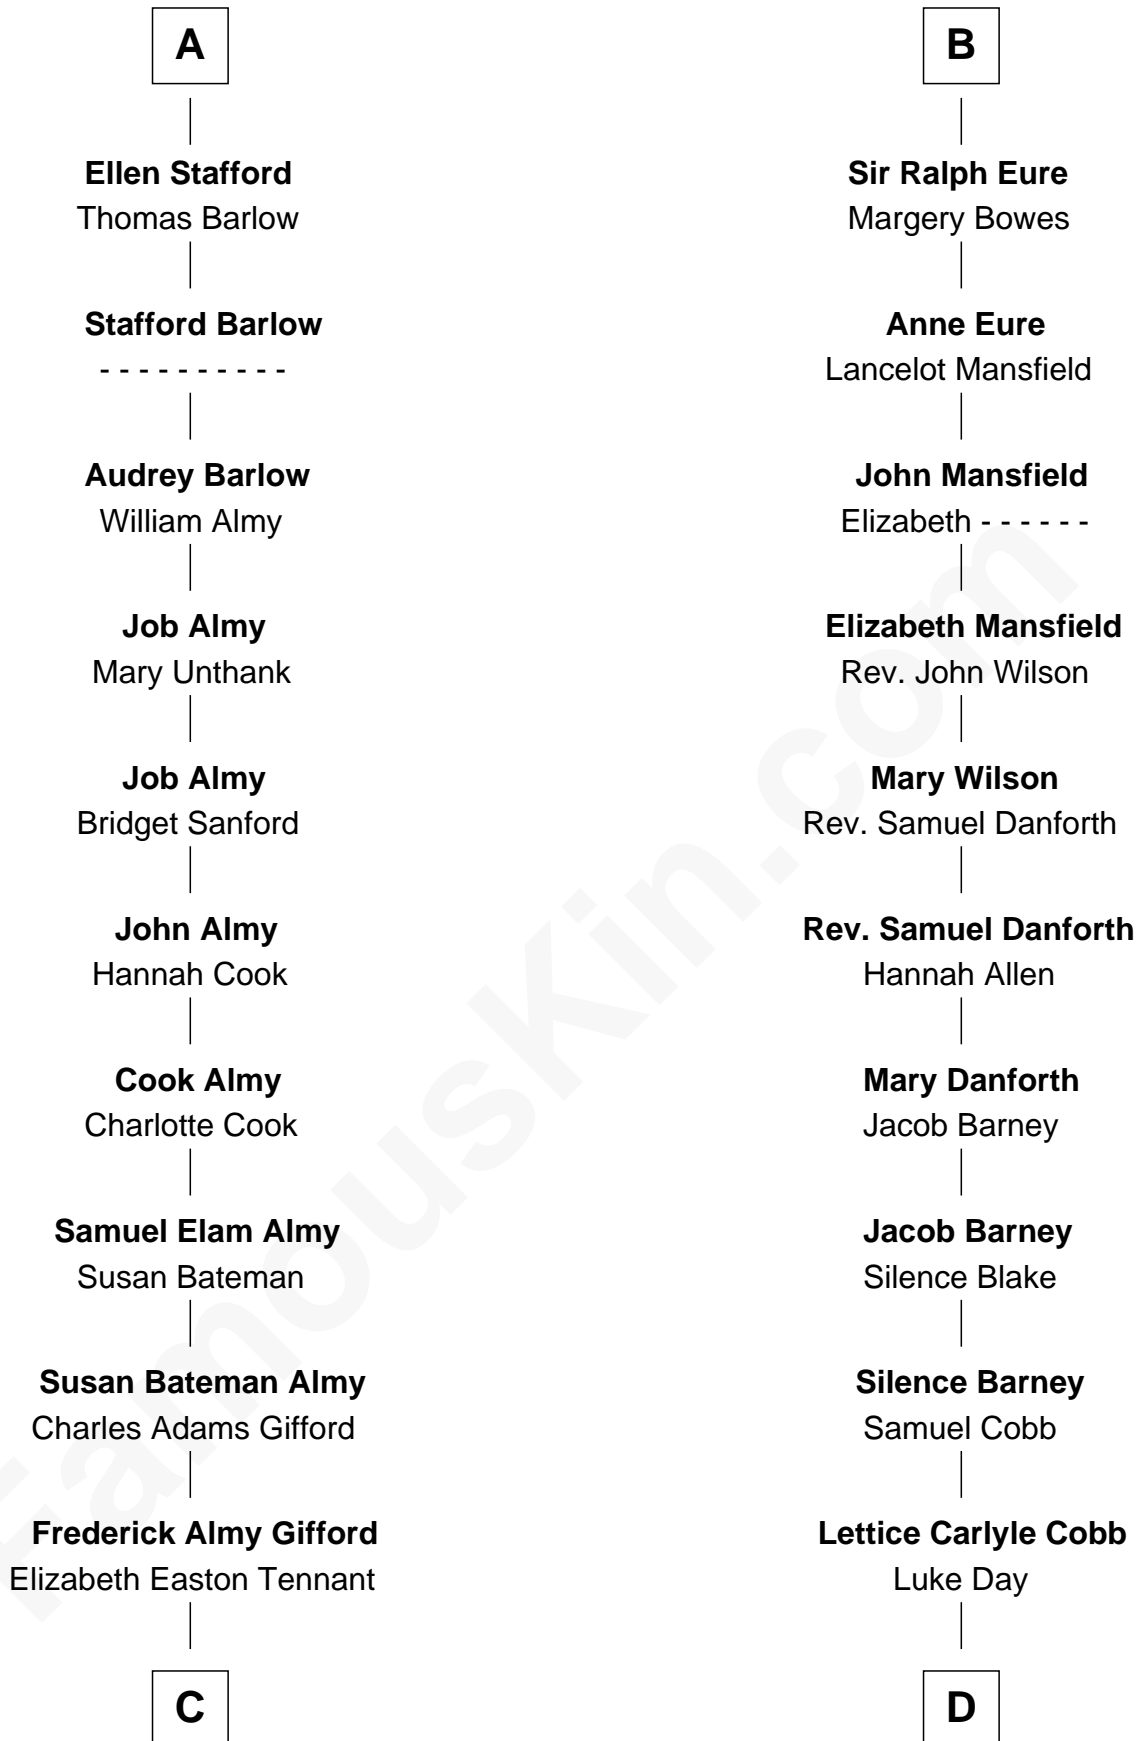 A
Ellen Stafford
Thomas Barlow
Stafford Barlow
- - - - - - - - - -
Audrey Barlow
William Almy
Job Almy
Mary Unthank
Job Almy
Bridget Sanford
John Almy
Hannah Cook
Cook Almy
Charlotte Cook
Samuel Elam Almy
Susan Bateman
Susan Bateman Almy
Charles Adams Gifford
Frederick Almy Gifford
Elizabeth Easton Tennant
C
B
Sir Ralph Eure
Margery Bowes
Anne Eure
Lancelot Mansfield
John Mansfield
Elizabeth - - - - - -
Elizabeth Mansfield
Rev. John Wilson
Mary Wilson
Rev. Samuel Danforth
Rev. Samuel Danforth
Hannah Allen
Mary Danforth
Jacob Barney
Jacob Barney
Silence Blake
Silence Barney
Samuel Cobb
Lettice Carlyle Cobb
Luke Day
D
FamousKin.com